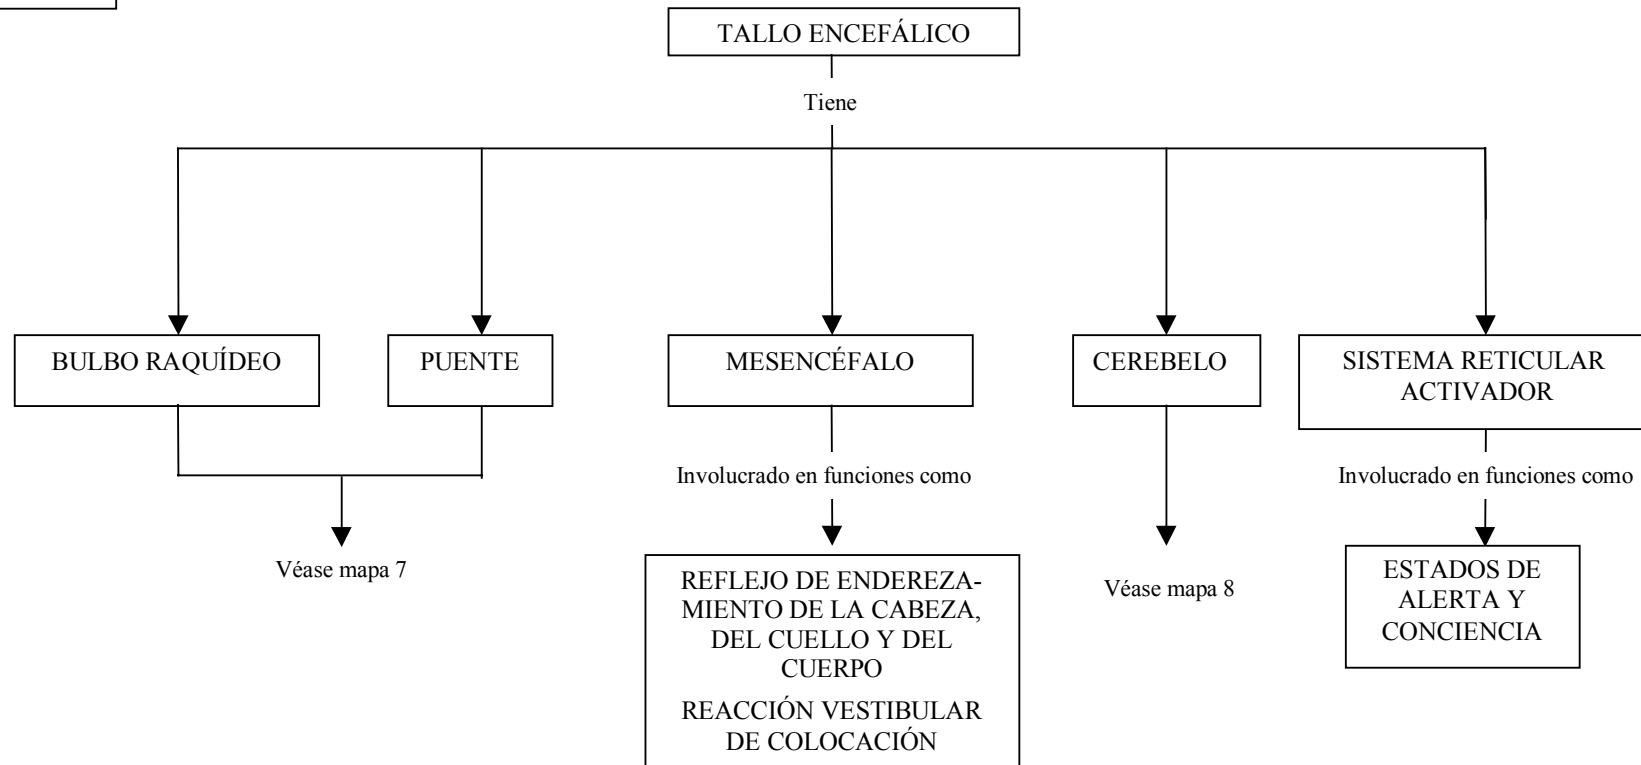 TALLO ENCEFÁLICO
Tiene
BULBO RAQUÍDEO
PUENTE
MESENCÉFALO
CEREBELO
SISTEMA RETICULAR
ACTIVADOR
Involucrado en funciones como
Involucrado en funciones como
Véase mapa 7
REFLEJO DE ENDEREZA-
MIENTO DE LA CABEZA,
DEL CUELLO Y DEL
CUERPO
REACCIÓN VESTIBULAR
DE COLOCACIÓN
Véase mapa 8
ESTADOS DE
ALERTA Y
CONCIENCIA